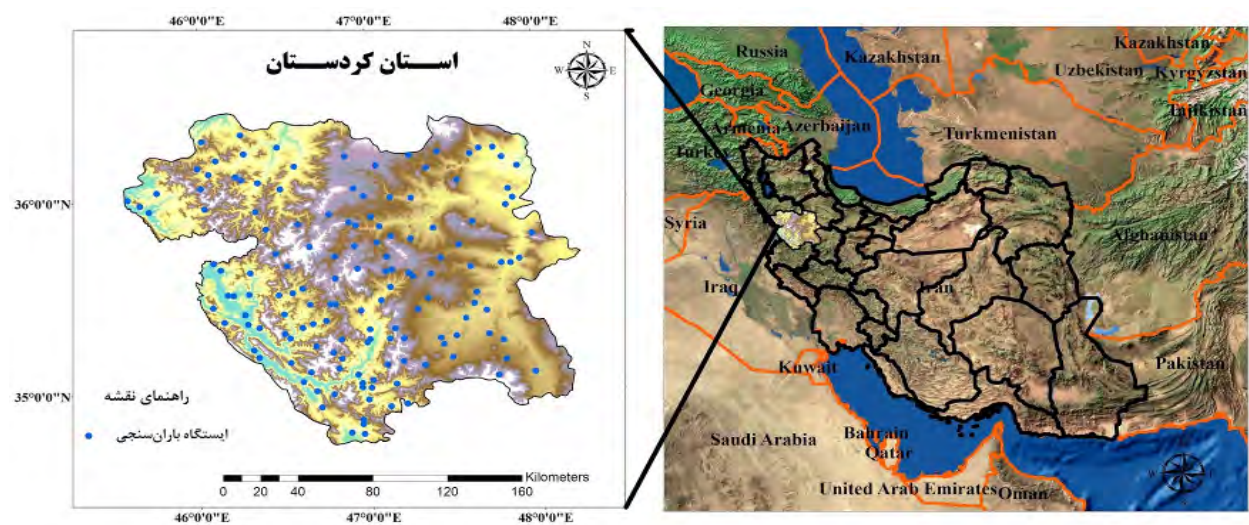 46°0'0"E 47°0'0"E 48°0'0"E
استان کردستان
N
W E
S
36°0'0"N
35°0'0"N
راهنمای نقشه
ایستگاه باران‌سنجی
Kilometers
0 20 40 80 120 160
46°0'0"E 47°0'0"E 48°0'0"E
Russia
Kazakhstan
Kazakhstan
Uzbekistan
Kyrgyzstan
Georgia
Tajikistan
Armenia
Azerbaijan
Turkmenistan
Turkey
Syria
Afghanistan
Iraq
Iran
Kuwait
Pakistan
Saudi Arabia
Bahrain
Qatar
United Arab Emirates
Oman